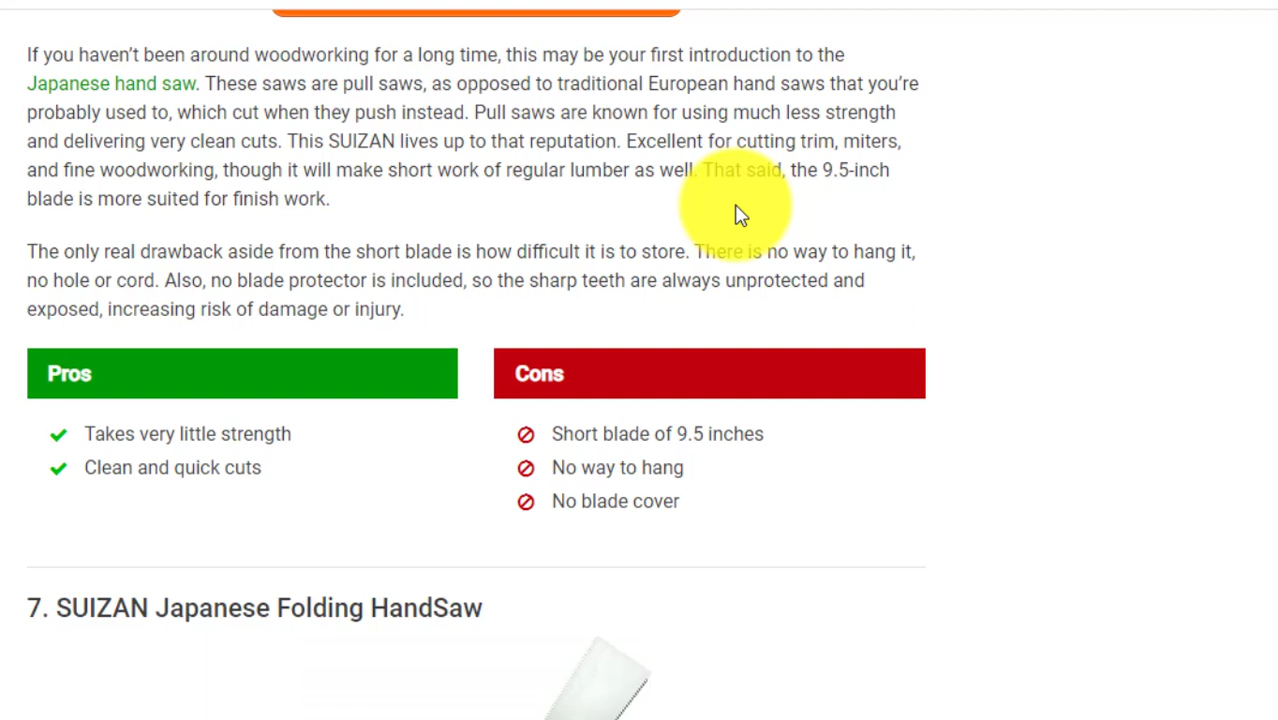 If you haven’t been around woodworking for a long time, this may be your first introduction to the
Japanese hand saw. These saws are pull saws, as opposed to traditional European hand saws that you’re
probably used to, which cut when they push instead. Pull saws are known for using much less strength
and delivering very clean cuts. This SUIZAN lives up to that reputation. Excellent for cutting trim, miters,
and fine woodworking, though it will make short work of regular lumber as well. That said, the 9.5-inch
blade is more suited for finish work.
The only real drawback aside from the short blade is how difficult it is to store. There is no way to hang it,
no hole or cord. Also, no blade protector is included, so the sharp teeth are always unprotected and
exposed, increasing risk of damage or injury.
Pros
Takes very little strength
Clean and quick cuts
Cons
Short blade of 9.5 inches
No way to hang
No blade cover
7. SUIZAN Japanese Folding HandSaw